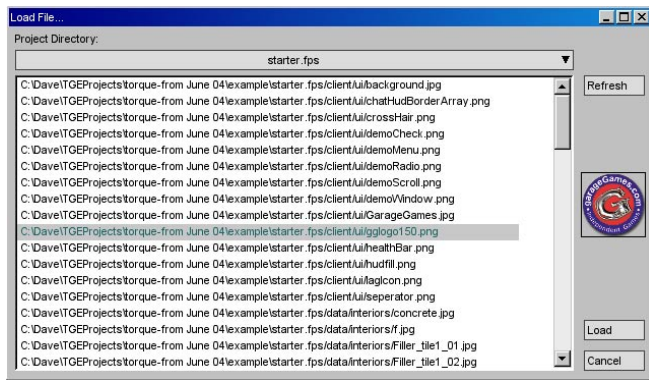 Load File...
Project Directory:
starter.fps
C:\Dave\TGEProjects\torque-from June 04\example\starter.fps/client/ui/background.jpg
C:\Dave\TGEProjects\torque-from June 04\example\starter.fps/client/ui/chatHudBorderArray.png
C:\Dave\TGEProjects\torque-from June 04\example\starter.fps/client/ui/crossHair.png
C:\Dave\TGEProjects\torque-from June 04\example\starter.fps/client/ui/demoCheck.png
C:\Dave\TGEProjects\torque-from June 04\example\starter.fps/client/ui/demoMenu.png
C:\Dave\TGEProjects\torque-from June 04\example\starter.fps/client/ui/demoRadio.png
C:\Dave\TGEProjects\torque-from June 04\example\starter.fps/client/ui/demoScroll.png
C:\Dave\TGEProjects\torque-from June 04\example\starter.fps/client/ui/demoWindow.png
C:\Dave\TGEProjects\torque-from June 04\example\starter.fps/client/ui/GarageGames.jpg
C:\Dave\TGEProjects\torque-from June 04\example\starter.fps/client/ui/gglogo150.png
C:\Dave\TGEProjects\torque-from June 04\example\starter.fps/client/ui/healthBar.png
C:\Dave\TGEProjects\torque-from June 04\example\starter.fps/client/ui/hudfill.png
C:\Dave\TGEProjects\torque-from June 04\example\starter.fps/client/ui/lagIcon.png
C:\Dave\TGEProjects\torque-from June 04\example\starter.fps/client/ui/seperator.png
C:\Dave\TGEProjects\torque-from June 04\example\starter.fps/data/interiors/concrete.jpg
C:\Dave\TGEProjects\torque-from June 04\example\starter.fps/data/interiors/f.jpg
C:\Dave\TGEProjects\torque-from June 04\example\starter.fps/data/interiors/Filler_tile1_01.jpg
C:\Dave\TGEProjects\torque-from June 04\example\starter.fps/data/interiors/Filler_tile1_02.jpg
Refresh
garageGames.com
G
Independent Games
Load
Cancel